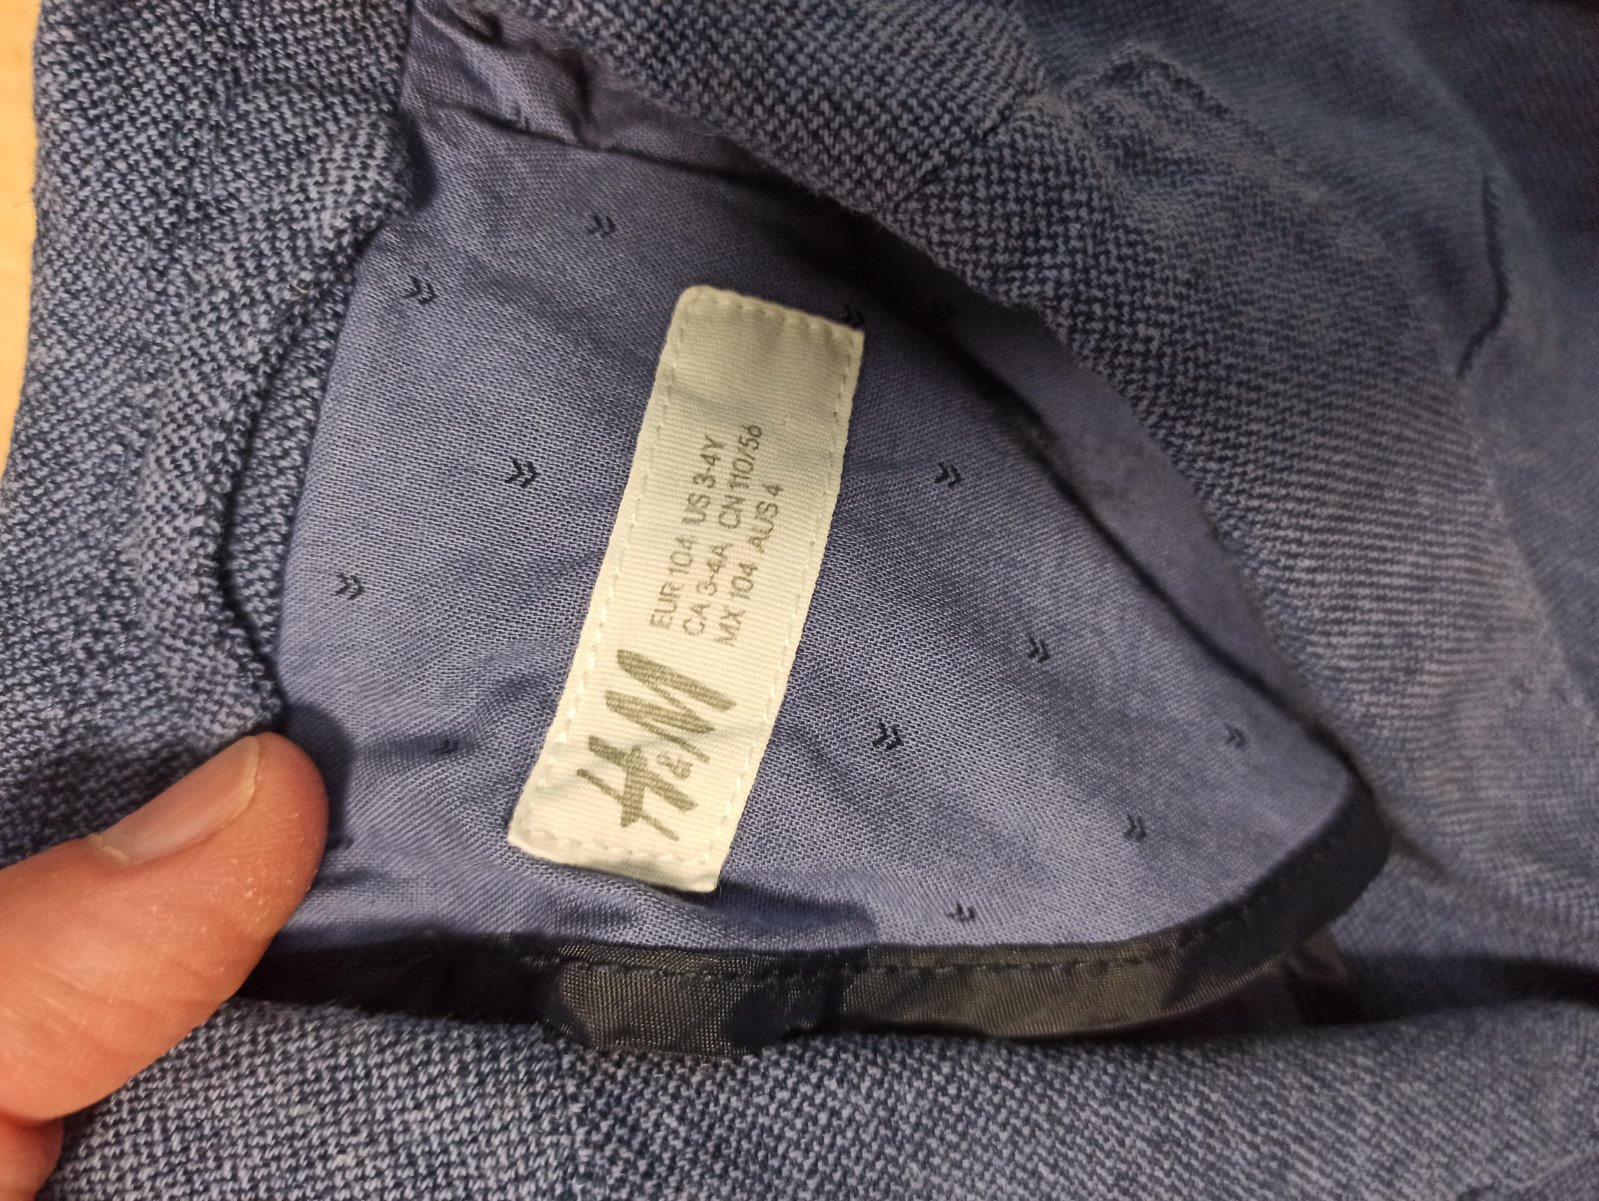 H&M
EUR 104 US 3-4Y
CA 3-4A CN 110/56
MX 104 AUS 4